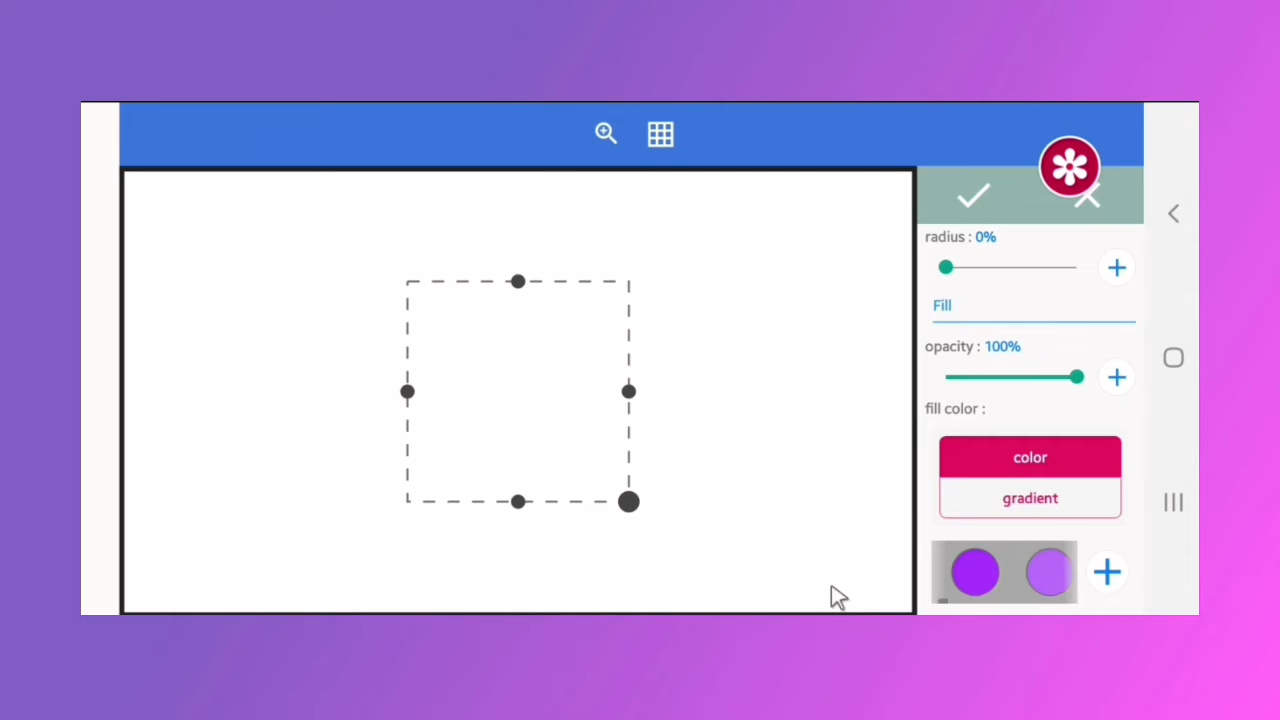 radius : 0%
Fill
opacity : 100%
fill color :
color
gradient